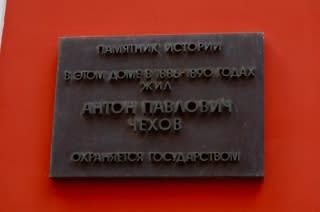 ПАМЯТНИК ИСТОРИИ
В ЭТОМ ДОМЕ В 1886-1890 ГОДАХ
ЖИЛ
АНТОН ПАВЛОВИЧ
ЧЕХОВ
ОХРАНЯЕТСЯ ГОСУДАРСТВОМ